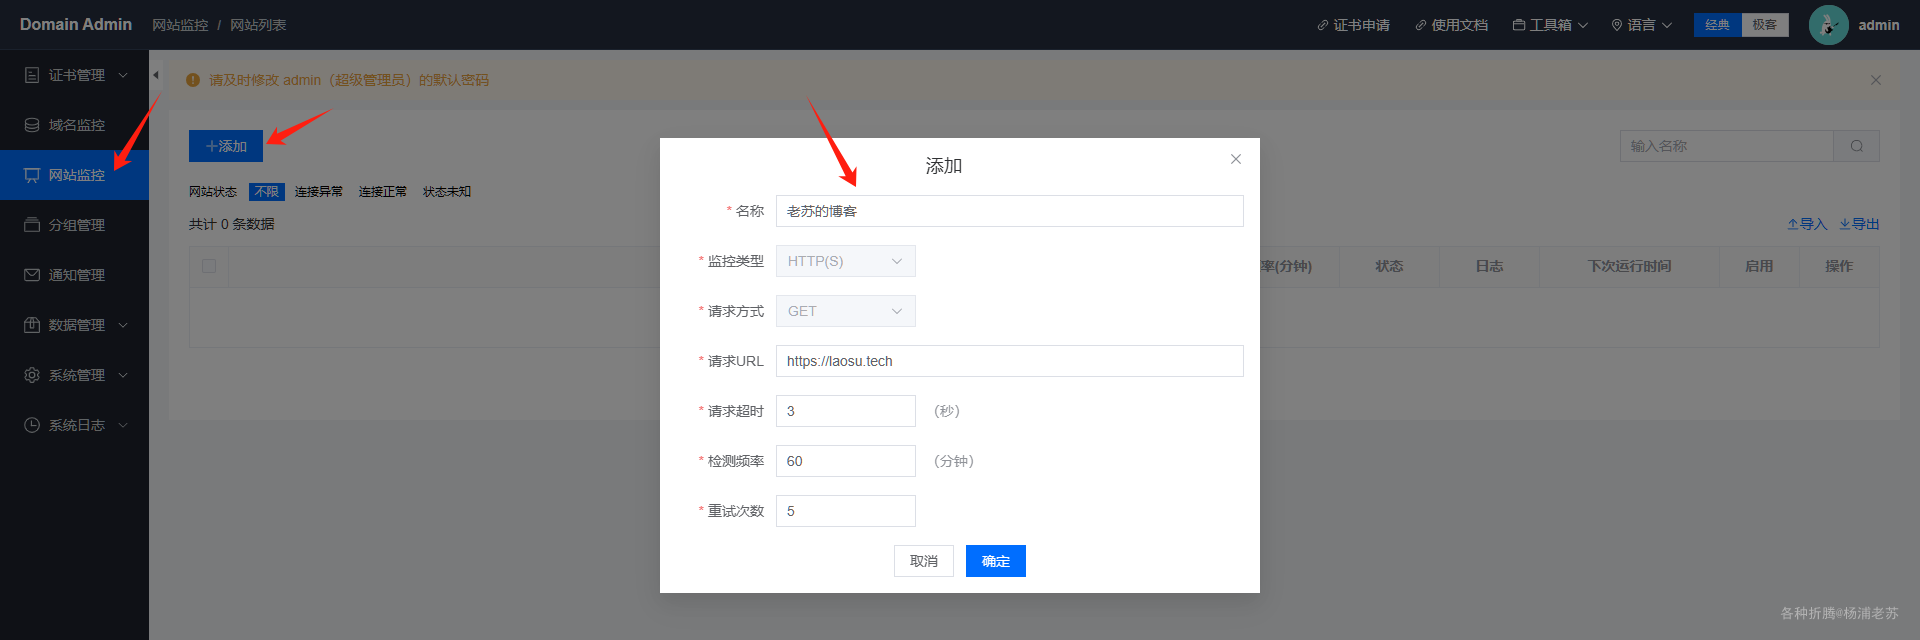 Domain Admin 网站监控 / 网站列表 证书申请 使用文档 工具箱 语言 经典 极客 admin
证书管理
域名监控
网站监控
分组管理
通知管理
数据管理
系统管理
系统日志
请及时修改 admin（超级管理员）的默认密码
添加
输入名称
网站状态 不限 连接异常 连接正常 状态未知
共计 0 条数据
导入 导出
率(分钟) 状态 日志 下次运行时间 启用 操作
添加
* 名称 老苏的博客
* 监控类型 HTTP(S)
* 请求方式 GET
* 请求URL https://laosu.tech
* 请求超时 3 （秒）
* 检测频率 60 （分钟）
* 重试次数 5
取消 确定
各种折腾@杨浦老苏